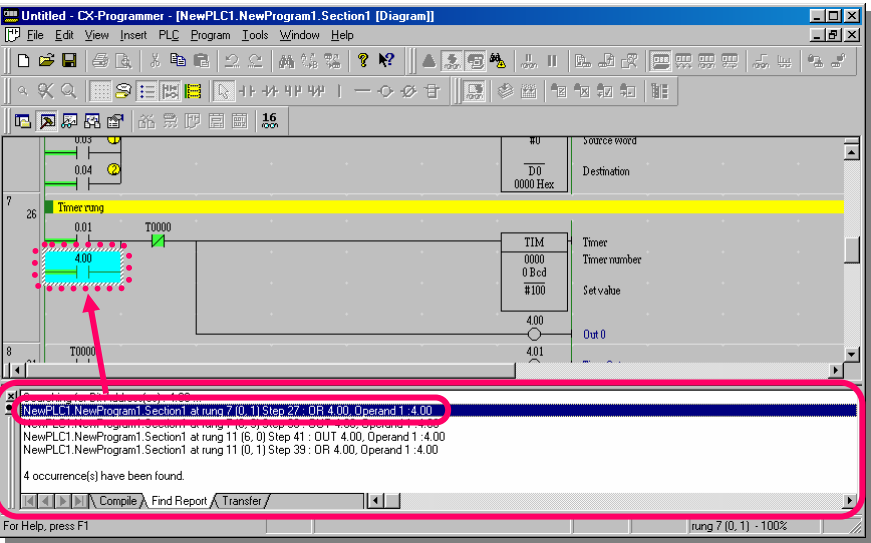 Untitled - CX-Programmer - [NewPLC1.NewProgram1.Section1 [Diagram]]
File Edit View Insert PLC Program Tools Window Help
16
0.03 1
#0 Source word
0.04 2
D0 Destination
0000 Hex
7
26
Timer rung
0.01 T0000
TIM Timer
4.00
0000 Timer number
0 Bcd
#100 Set value
4.00
Out 0
8 T0000
4.01
NewPLC1.NewProgram1.Section1 at rung 7 (0, 1) Step 27 : OR 4.00, Operand 1 :4.00
NewPLC1.NewProgram1.Section1 at rung 11 (6, 0) Step 41 : OUT 4.00, Operand 1 :4.00
NewPLC1.NewProgram1.Section1 at rung 11 (0, 1) Step 39 : OR 4.00, Operand 1 :4.00
4 occurrence(s) have been found.
Compile Find Report Transfer
For Help, press F1
rung 7 (0, 1) - 100%